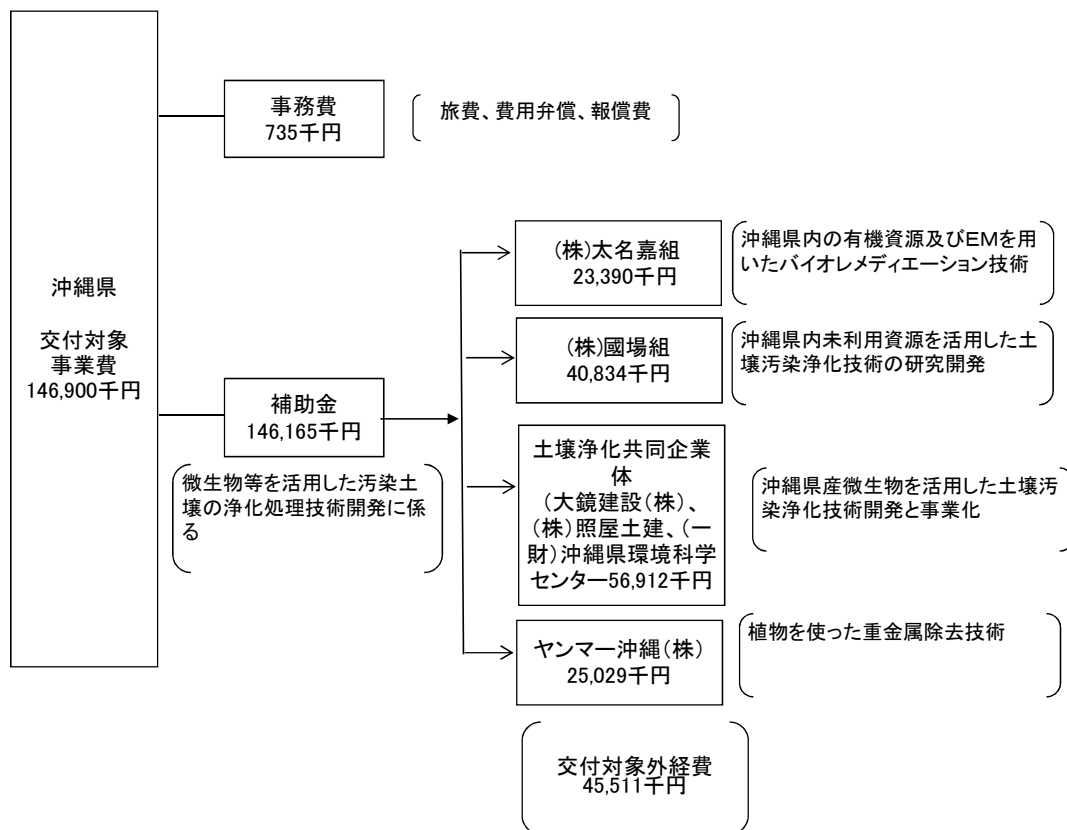 沖縄県
交付対象
事業費
146,900千円
事務費
735千円
旅費、費用弁償、報償費
補助金
146,165千円
微生物等を活用した汚染土
壌の浄化処理技術開発に係
る
(株)太名嘉組
23,390千円
沖縄県内の有機資源及びEMを用
いたバイオレメディエーション技術
(株)國場組
40,834千円
沖縄県内未利用資源を活用した土
壌汚染浄化技術の研究開発
土壌浄化共同企業
体
(大鏡建設(株)、
(株)照屋土建、(一
財)沖縄県環境科学
センター56,912千円
沖縄県産微生物を活用した土壌汚
染浄化技術開発と事業化
ヤンマー沖縄(株)
25,029千円
植物を使った重金属除去技術
交付対象外経費
45,511千円